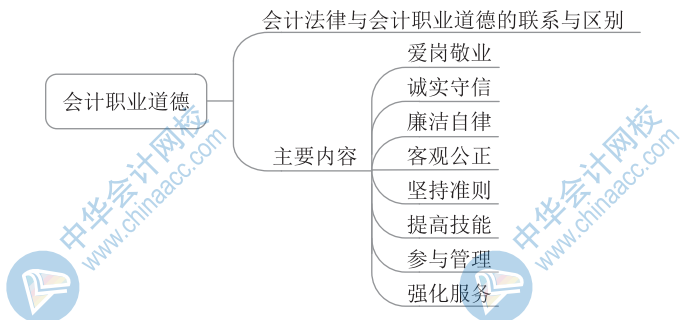 会计法律与会计职业道德的联系与区别
会计职业道德
主要内容
爱岗敬业
诚实守信
廉洁自律
客观公正
坚持准则
提高技能
参与管理
强化服务
中华会计网校
www.chinaacc.com
中华会计网校
www.chinaacc.com